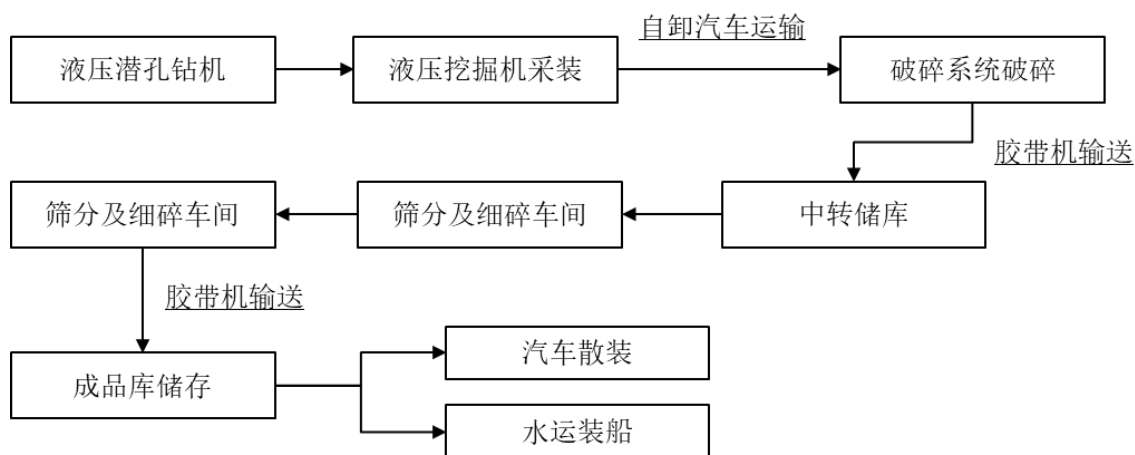 自卸汽车运输
液压潜孔钻机
液压挖掘机采装
破碎系统破碎
胶带机输送
筛分及细碎车间
筛分及细碎车间
中转储库
胶带机输送
成品库储存
汽车散装
水运装船